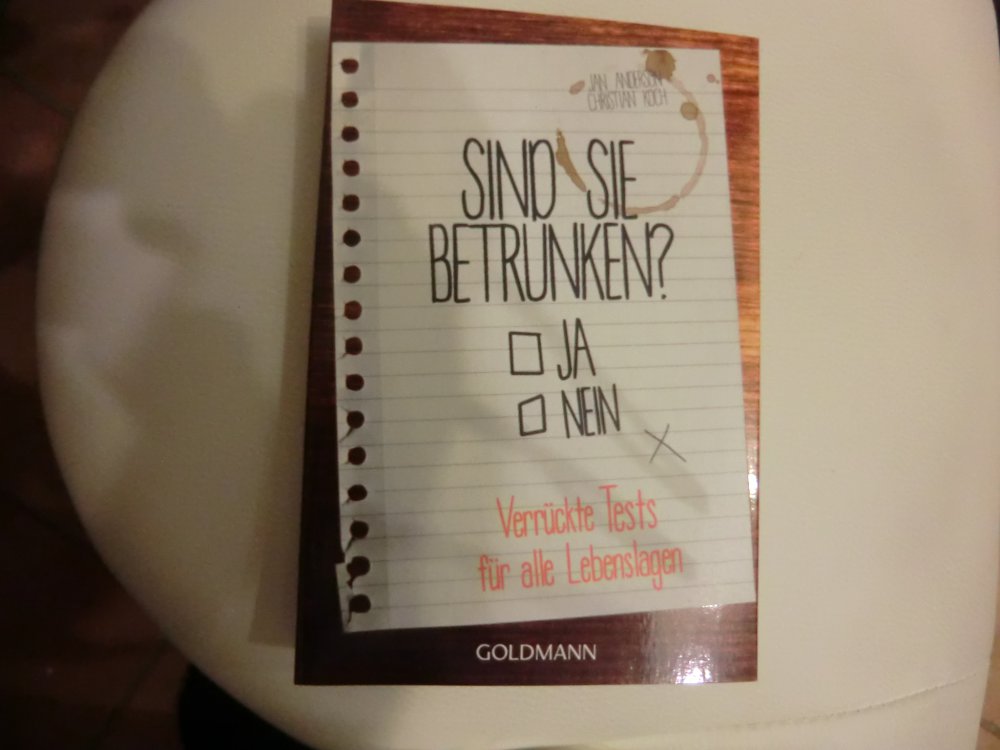 JAN ANDERSON
CHRISTIAN KOCH
SIND SIE
BETRUNKEN?
JA
NEIN
Verrückte Tests
für alle Lebenslagen
GOLDMANN